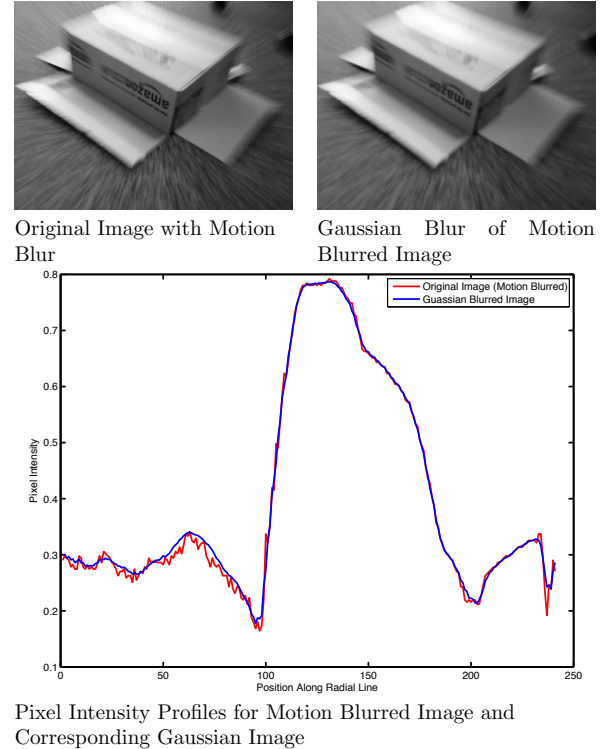 amazon
amazon
Original Image with Motion
Blur
Gaussian Blur of Motion
Blurred Image
0.8
0.7
0.6
0.5
0.4
0.3
0.2
0.1
Pixel Intensity
Original Image (Motion Blurred)
Guassian Blurred Image
0
50
100
150
200
250
Position Along Radial Line
Pixel Intensity Profiles for Motion Blurred Image and
Corresponding Gaussian Image